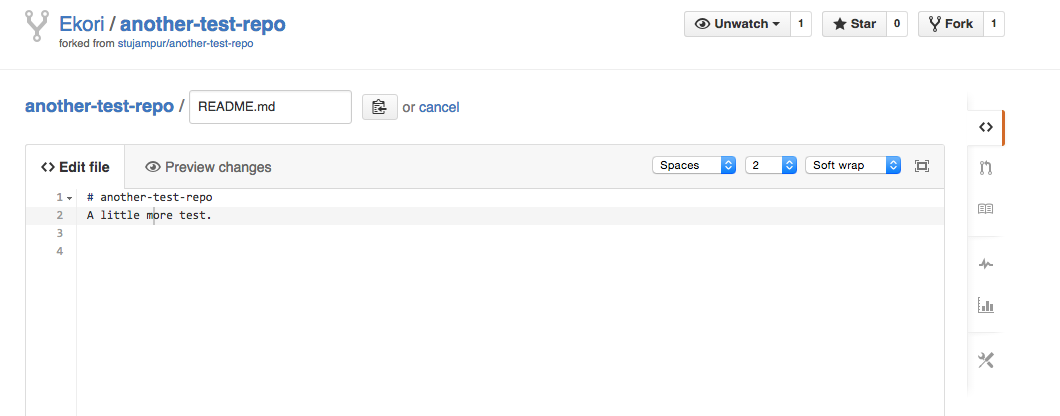 Ekori / another-test-repo
forked from stujampur/another-test-repo
Unwatch 1 Star 0 Fork 1
another-test-repo / README.md or cancel
Edit file Preview changes Spaces 2 Soft wrap
1 # another-test-repo
2 A little more test.
3
4